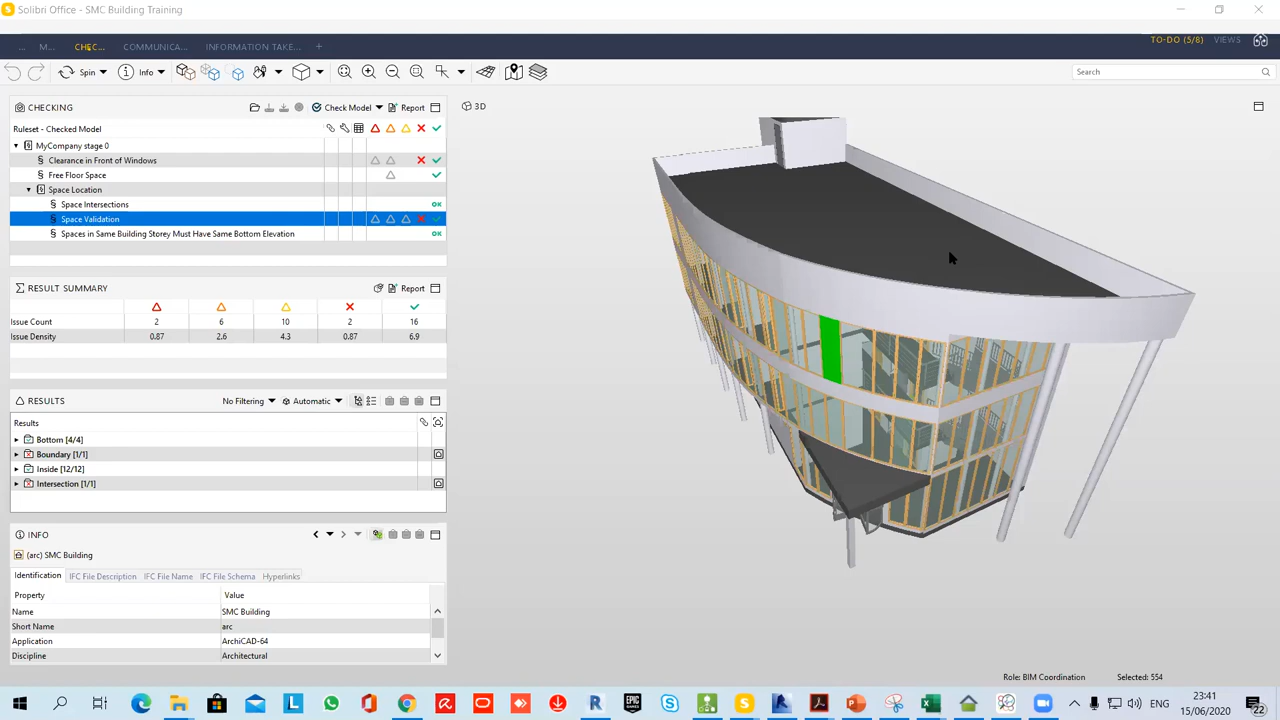 Solibri Office - SMC Building Training
... M... CHEC... COMMUNICA... INFORMATION TAKE... +
TO-DO (5/8) VIEWS
Spin Info
Search
CHECKING
Check Model Report
3D
Ruleset - Checked Model
MyCompany stage 0
§ Clearance in Front of Windows
§ Free Floor Space
Space Location
§ Space Intersections OK
§ Space Validation
§ Spaces in Same Building Storey Must Have Same Bottom Elevation OK
RESULT SUMMARY Report
Issue Count 2 6 10 2 16
Issue Density 0.87 2.6 4.3 0.87 6.9
RESULTS No Filtering Automatic
Results
Bottom [4/4]
Boundary [1/1]
Inside [12/12]
Intersection [1/1]
INFO
(arc) SMC Building
Identification IFC File Description IFC File Name IFC File Schema Hyperlinks
Property Value
Name SMC Building
Short Name arc
Application ArchiCAD-64
Discipline Architectural
Role: BIM Coordination Selected: 554
ENG
23:41
15/06/2020
22